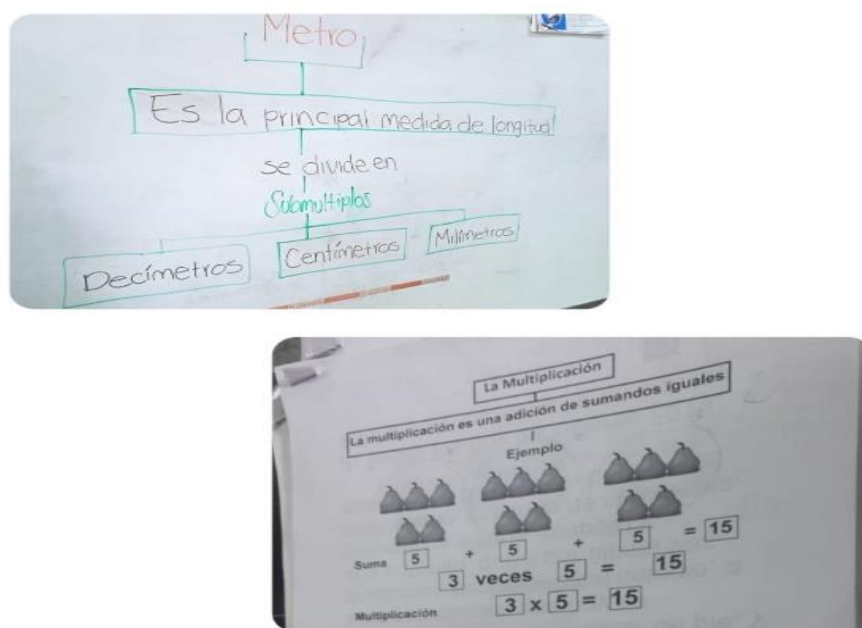 Metro
Es la principal medida de longitud
se divide en
Submultiplos
Decímetros Centímetros Milímetros
La Multiplicación
La multiplicación es una adición de sumandos iguales
Ejemplo
Suma 5 + 5 + 5 = 15
3 veces 5 = 15
Multiplicación 3 x 5 = 15